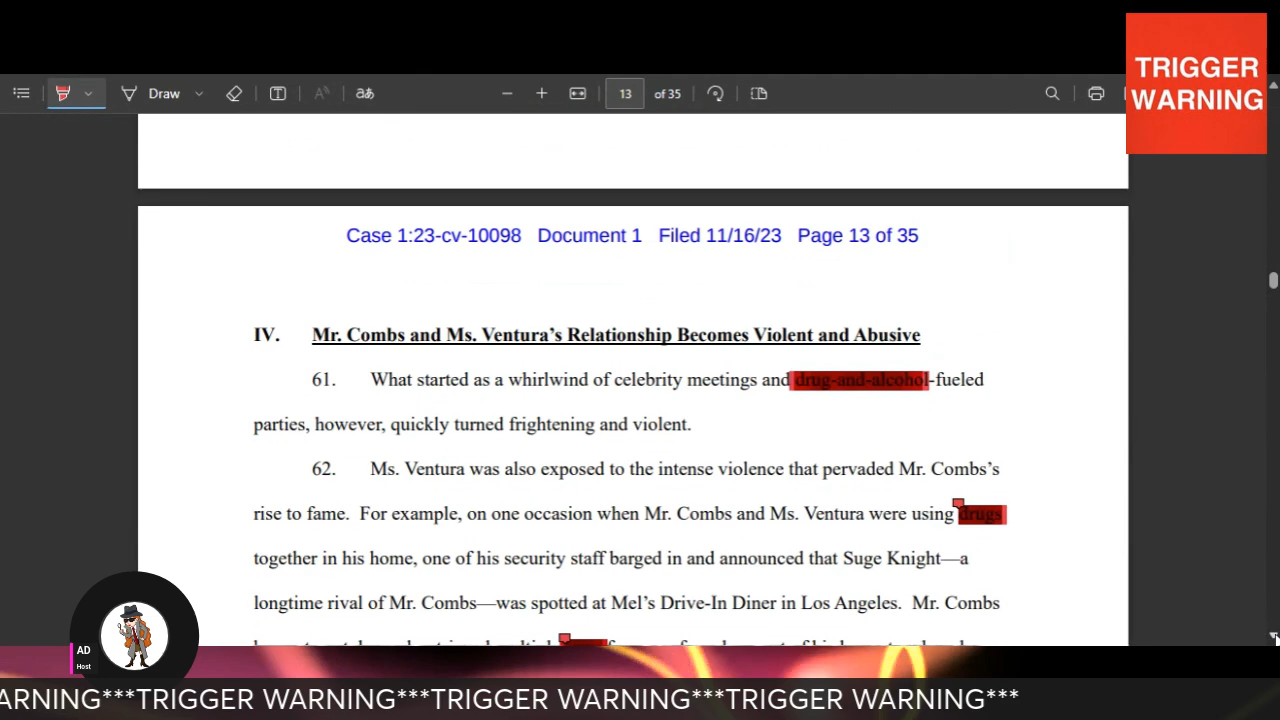 TRIGGER
WARNING
Draw
13 of 35
Case 1:23-cv-10098 Document 1 Filed 11/16/23 Page 13 of 35
IV. Mr. Combs and Ms. Ventura’s Relationship Becomes Violent and Abusive
61. What started as a whirlwind of celebrity meetings and drug-and-alcohol-fueled
parties, however, quickly turned frightening and violent.
62. Ms. Ventura was also exposed to the intense violence that pervaded Mr. Combs’s
rise to fame. For example, on one occasion when Mr. Combs and Ms. Ventura were using drugs
together in his home, one of his security staff barged in and announced that Suge Knight—a
longtime rival of Mr. Combs—was spotted at Mel’s Drive-In Diner in Los Angeles. Mr. Combs
AD
Host
ARNING***TRIGGER WARNING***TRIGGER WARNING***TRIGGER WARNING***